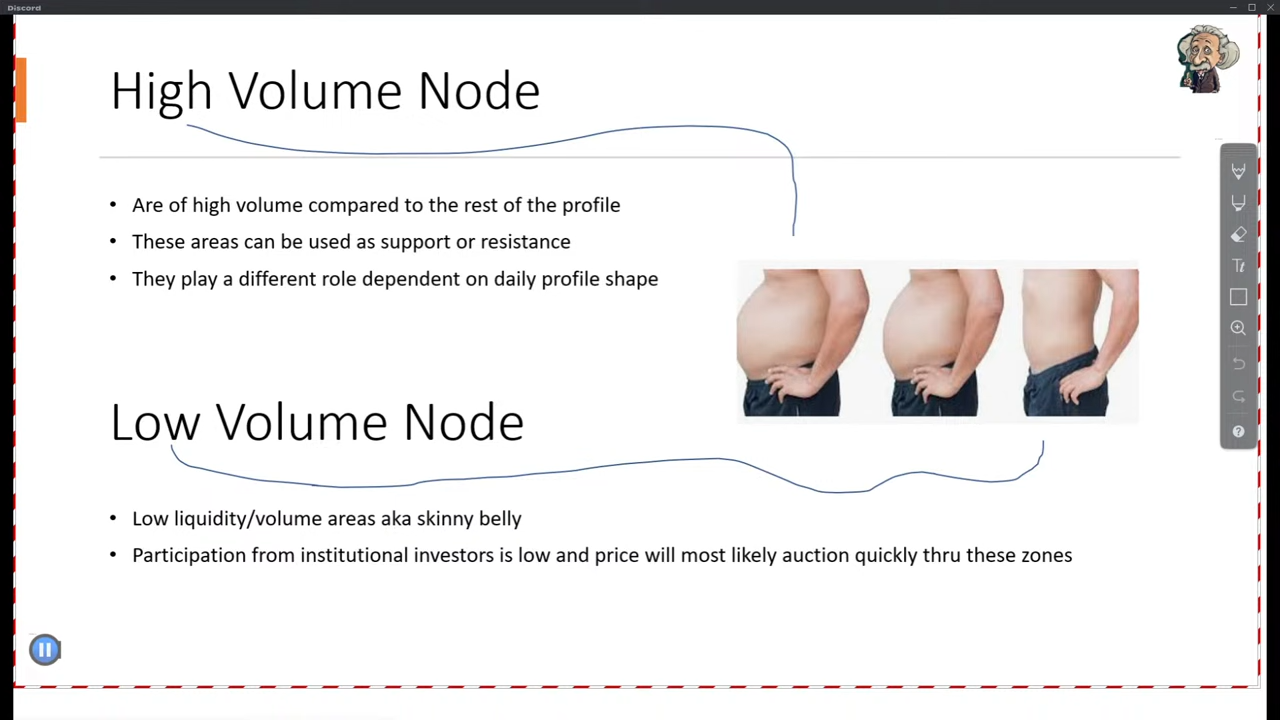 Discord
High Volume Node
• Are of high volume compared to the rest of the profile
• These areas can be used as support or resistance
• They play a different role dependent on daily profile shape
Low Volume Node
• Low liquidity/volume areas aka skinny belly
• Participation from institutional investors is low and price will most likely auction quickly thru these zones
Tt
?